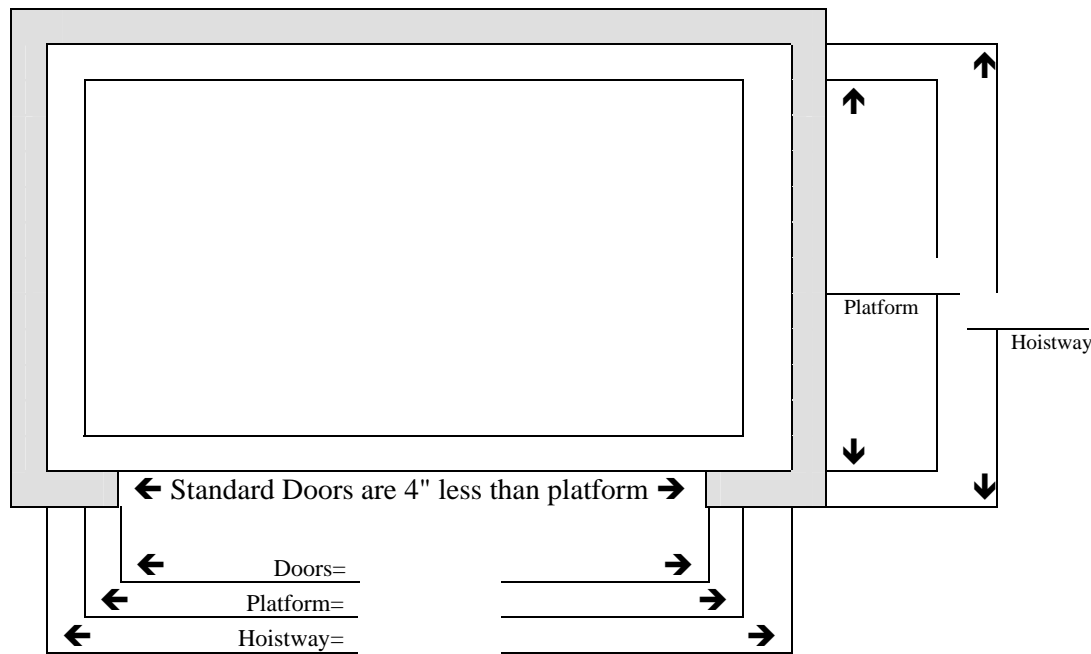 Platform
Hoistway
🡸 Standard Doors are 4" less than platform 🡺
Doors=
Platform=
Hoistway=